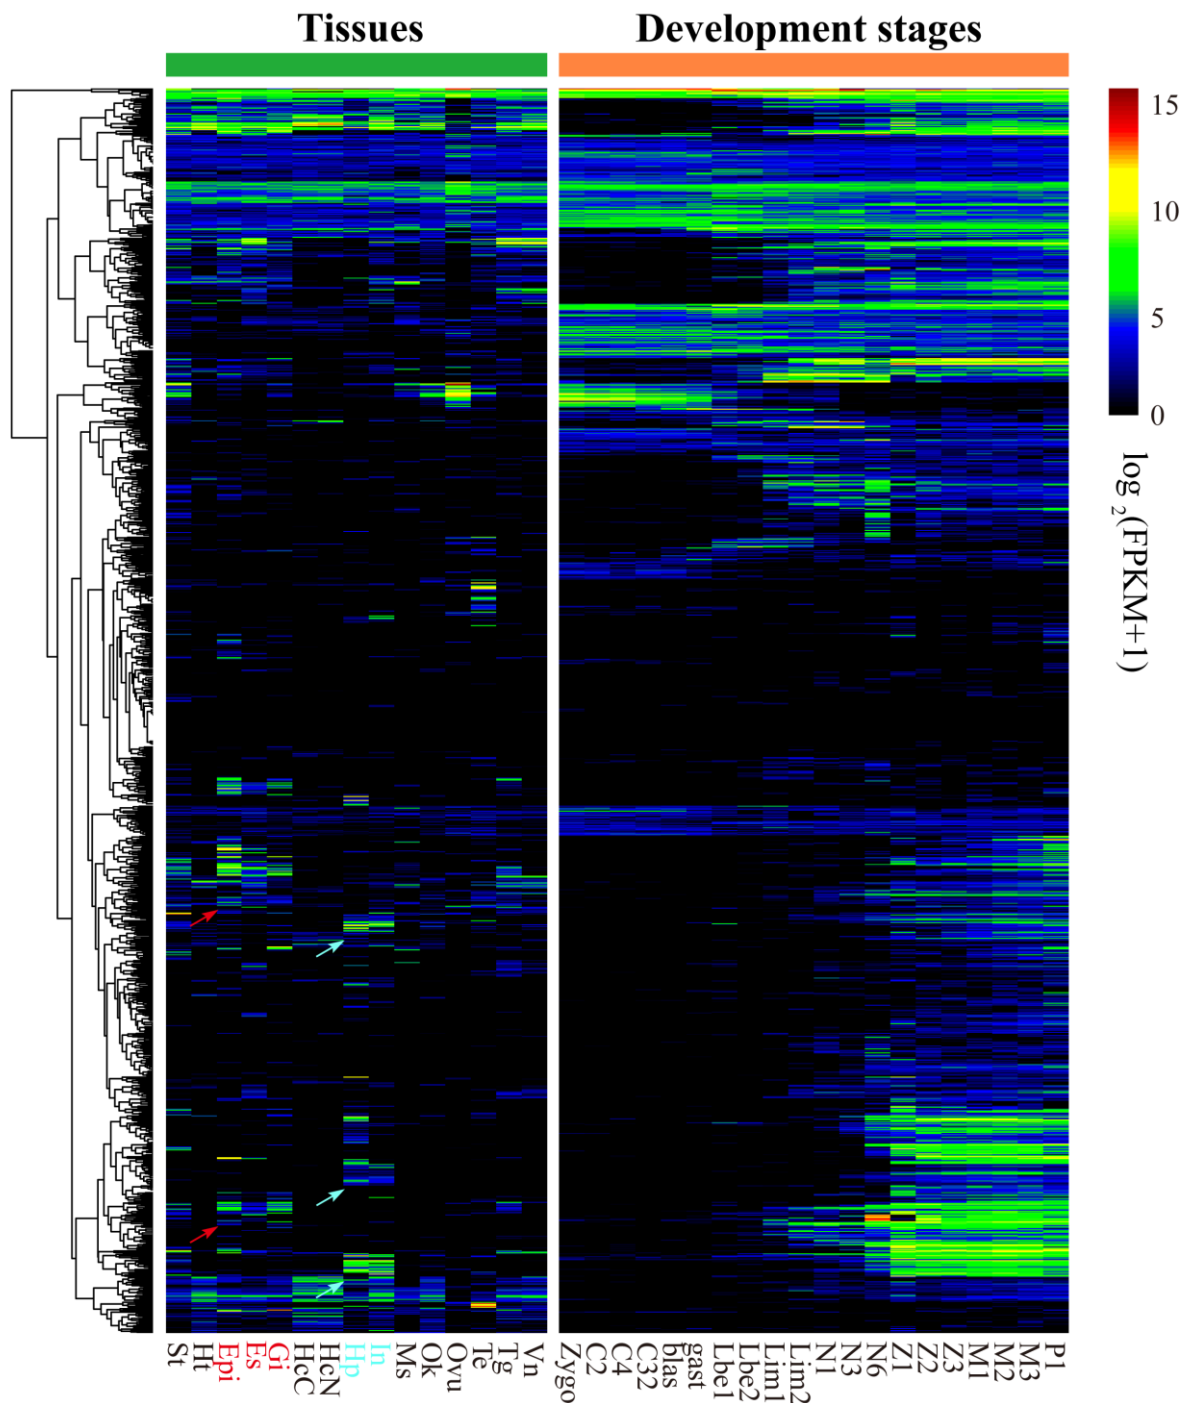 Tissues
Development stages
15
10
5
0
log 2(FPKM+1)
St
Ht
Epi
Es
Gi
HcC
HcN
Hp
In
Ms
Ok
Ovu
Te
Tg
Vn
Zygo
C2
C4
C32
blas
gast
Lbe1
Lbe2
Lim1
Lim2
N1
N3
N6
Z1
Z2
Z3
M1
M2
M3
P1